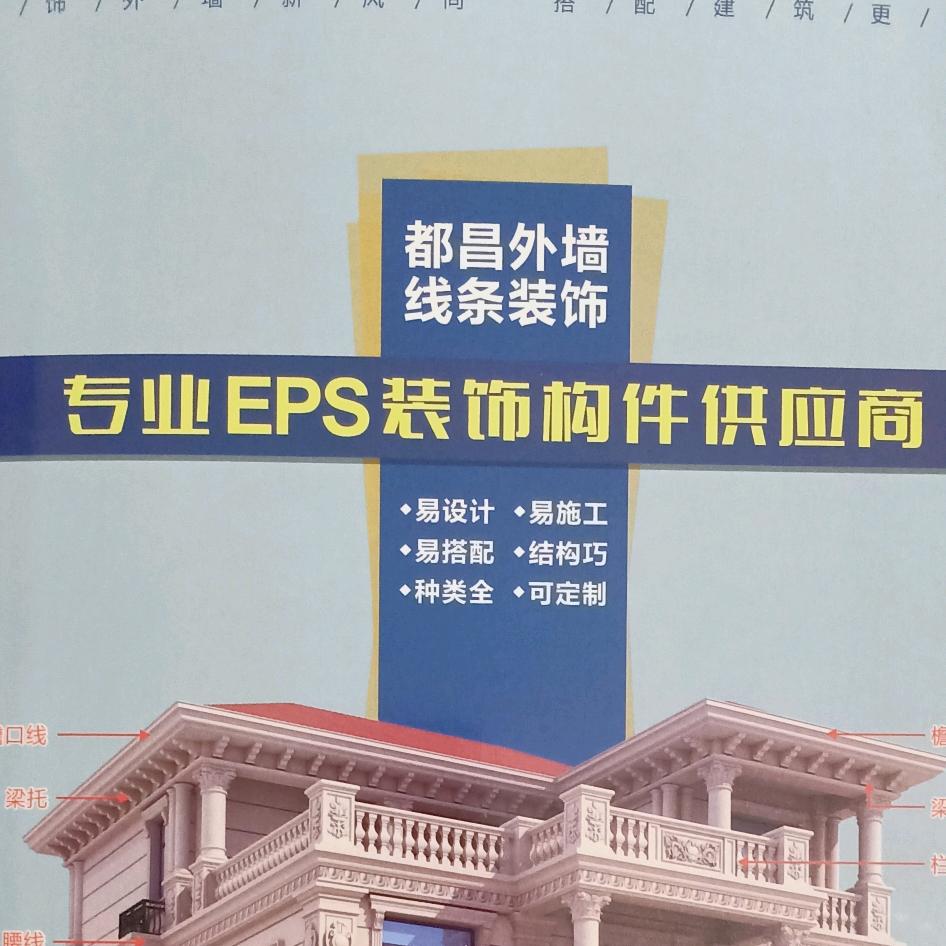 / 饰 / 外 / 墙 / 新 / 风 / 尚 搭 / 配 / 建 / 筑 / 更 /
都昌外墙
线条装饰
专业EPS装饰构件供应商
◆易设计 ◆易施工
◆易搭配 ◆结构巧
◆种类全 ◆可定制
口线
梁托
腰线